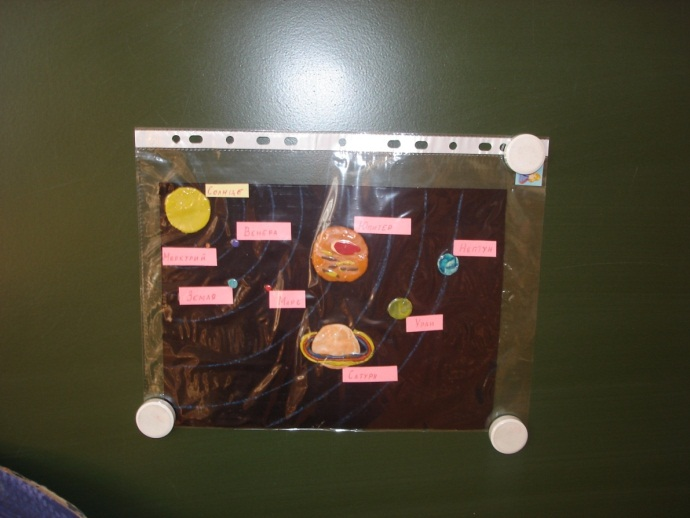 Солнце
Венера
Юпитер
Нептун
Меркурий
Земля
Марс
Уран
Сатурн